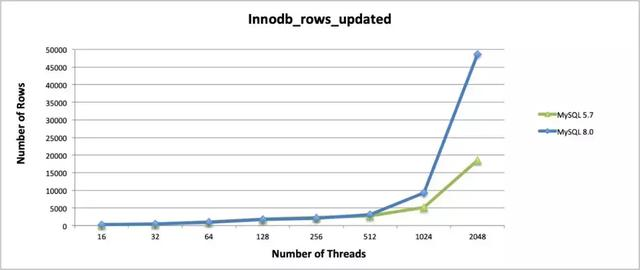 Innodb_rows_updated
Number of Rows
50000
45000
40000
35000
30000
25000
20000
15000
10000
5000
0
16 32 64 128 256 512 1024 2048
Number of Threads
MySQL 5.7
MySQL 8.0